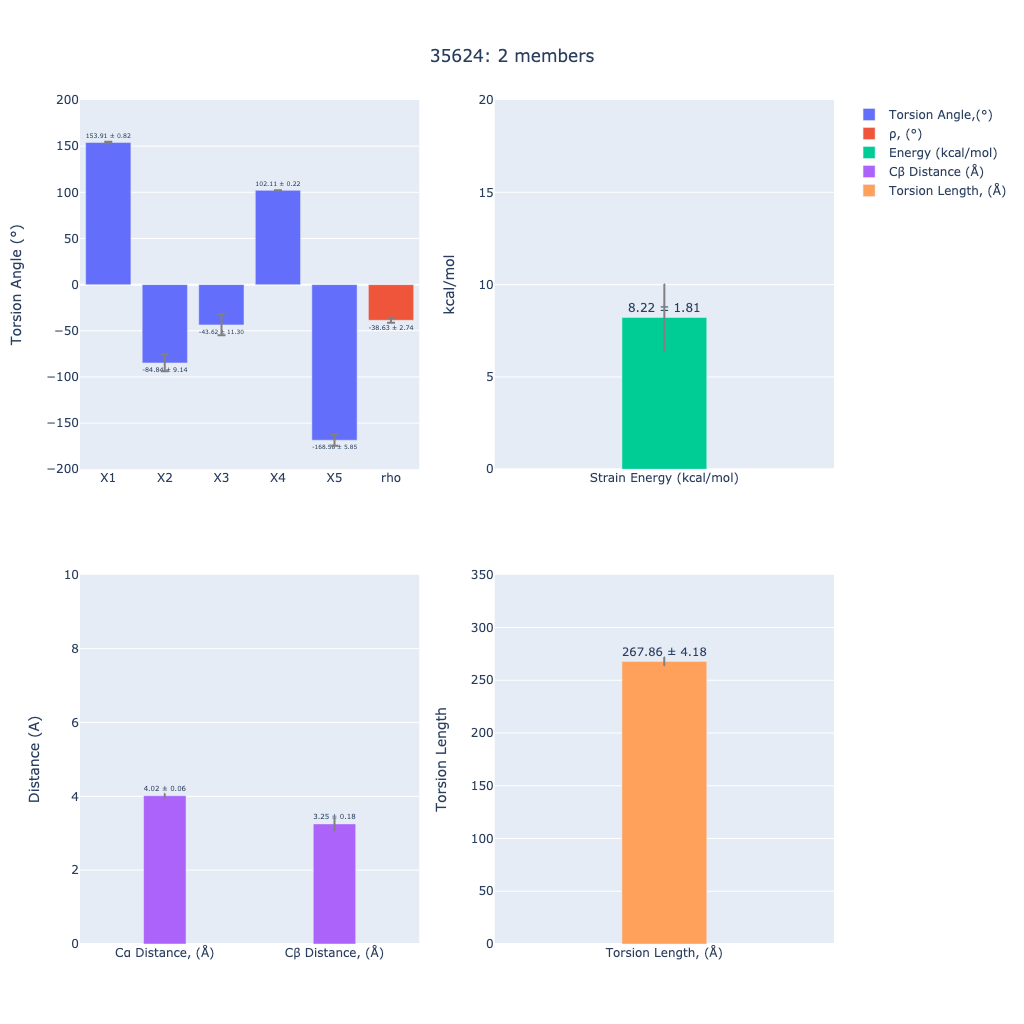 35624: 2 members
Torsion Angle (°)
200
150
100
50
0
−50
−100
−150
−200
153.91 ± 0.82
-43.62 ± 11.30
102.11 ± 0.22
-38.63 ± 2.74
X1 X2 X3 X4 X5 rho
kcal/mol
20
15
10
5
0
8.22 ± 1.81
Strain Energy (kcal/mol)
Torsion Angle,(°)
ρ, (°)
Energy (kcal/mol)
Cβ Distance (Å)
Torsion Length, (Å)
Distance (A)
10
8
6
4
2
0
4.02 ± 0.06
3.25 ± 0.18
Cα Distance, (Å) Cβ Distance, (Å)
Torsion Length
350
300
250
200
150
100
50
0
267.86 ± 4.18
Torsion Length, (Å)